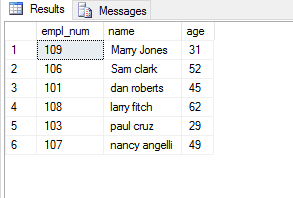 Results Messages
empl_num name age
1 109 Marry Jones 31
2 106 Sam clark 52
3 101 dan roberts 45
4 108 larry fitch 62
5 103 paul cruz 29
6 107 nancy angelli 49